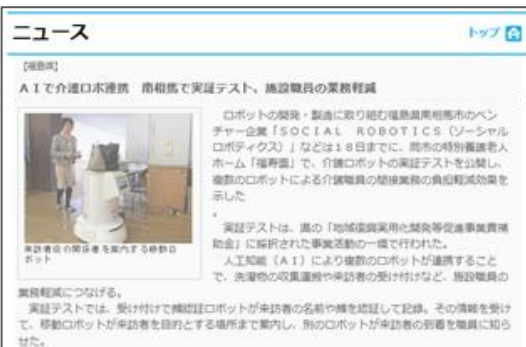 ニュース
トップ
【福島県】
AIで介護ロボ連携　南相馬で実証テスト、施設職員の業務軽減
ロボットの開発・製造に取り組む福島県南相馬市のベン
チャー企業「SOCIAL　ROBOTICS（ソーシャル
ロボティクス）」などは18日までに、同市の特別養護老人
ホーム「福寿園」で、介護ロボットの実証テストを公開し、
複数のロボットによる介護職員の間接業務の負担軽減効果を
示した
。
実証テストは、県の「地域復興実用化開発等促進事業費補
助金」に採択された事業活動の一環で行われた。
人工知能（AI）により複数のロボットが連携すること
で、洗濯物の収集運搬や来訪者の受け付けなど、施設職員の
来訪者役の関係者を案内する移動ロ
ボット
業務軽減につなげる。
実証テストでは、受け付けで顔認証ロボットが来訪者の名前や顔を認証して記録。その情報を受け
て、移動ロボットが来訪者を目的とする場所まで案内し、別のロボットが来訪者の到着を職員に知ら
せた。